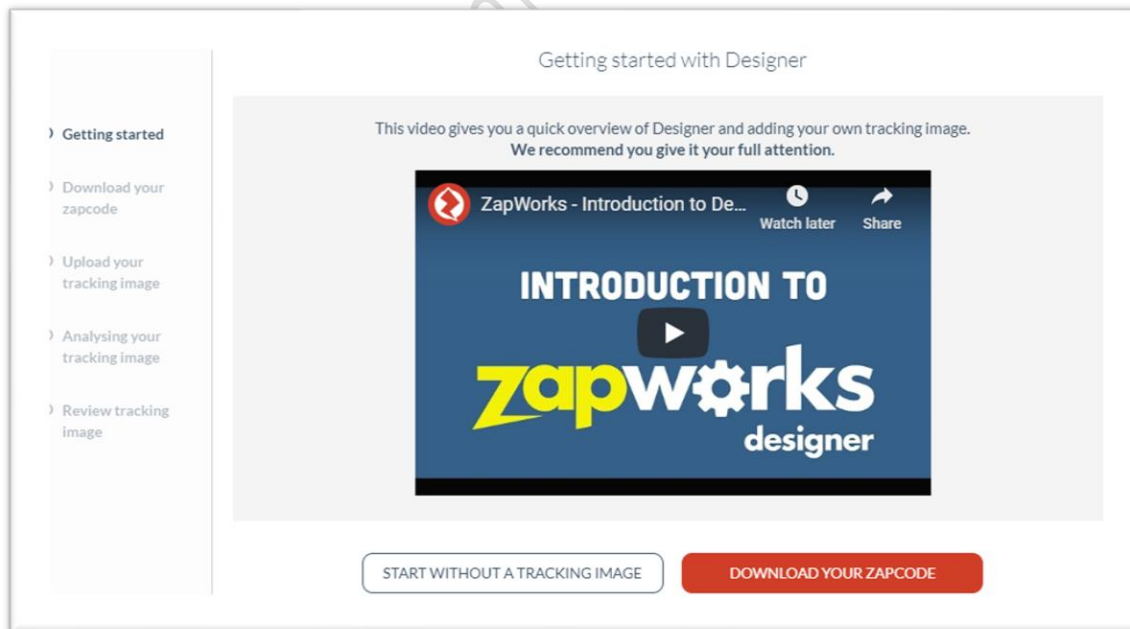 Getting started with Designer
Getting started
Download your
zapcode
Upload your
tracking image
Analysing your
tracking image
Review tracking
image
This video gives you a quick overview of Designer and adding your own tracking image.
We recommend you give it your full attention.
ZapWorks - Introduction to De...
Watch later
Share
INTRODUCTION TO
zapworks
designer
START WITHOUT A TRACKING IMAGE
DOWNLOAD YOUR ZAPCODE